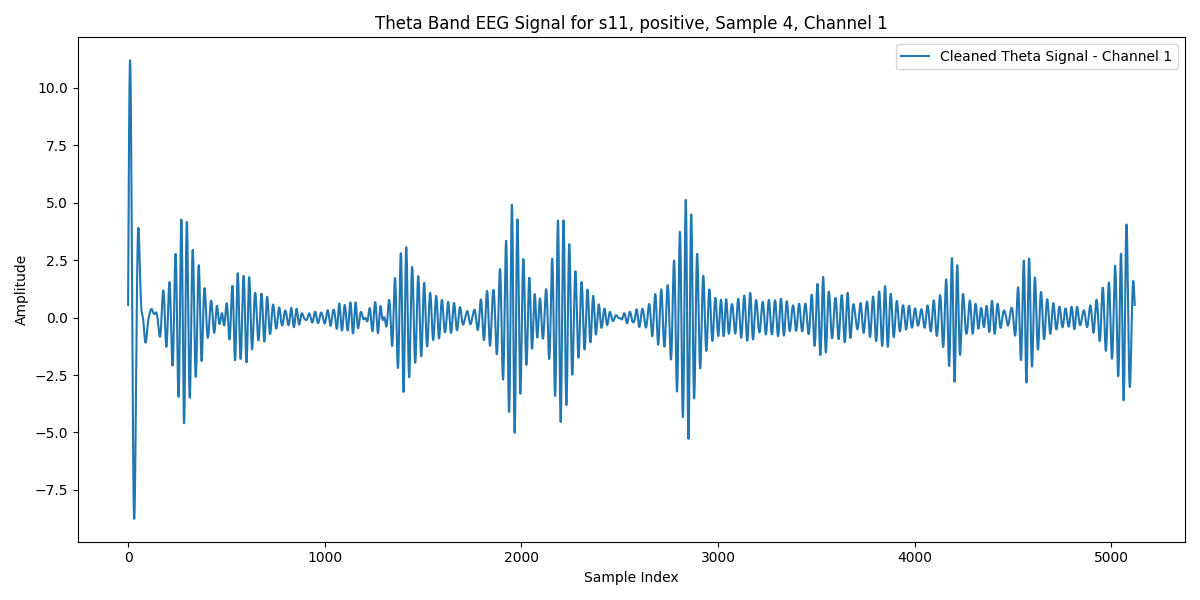 Theta Band EEG Signal for s11, positive, Sample 4, Channel 1
Cleaned Theta Signal - Channel 1
Amplitude
10.0
7.5
5.0
2.5
0.0
−2.5
−5.0
−7.5
0 1000 2000 3000 4000 5000
Sample Index